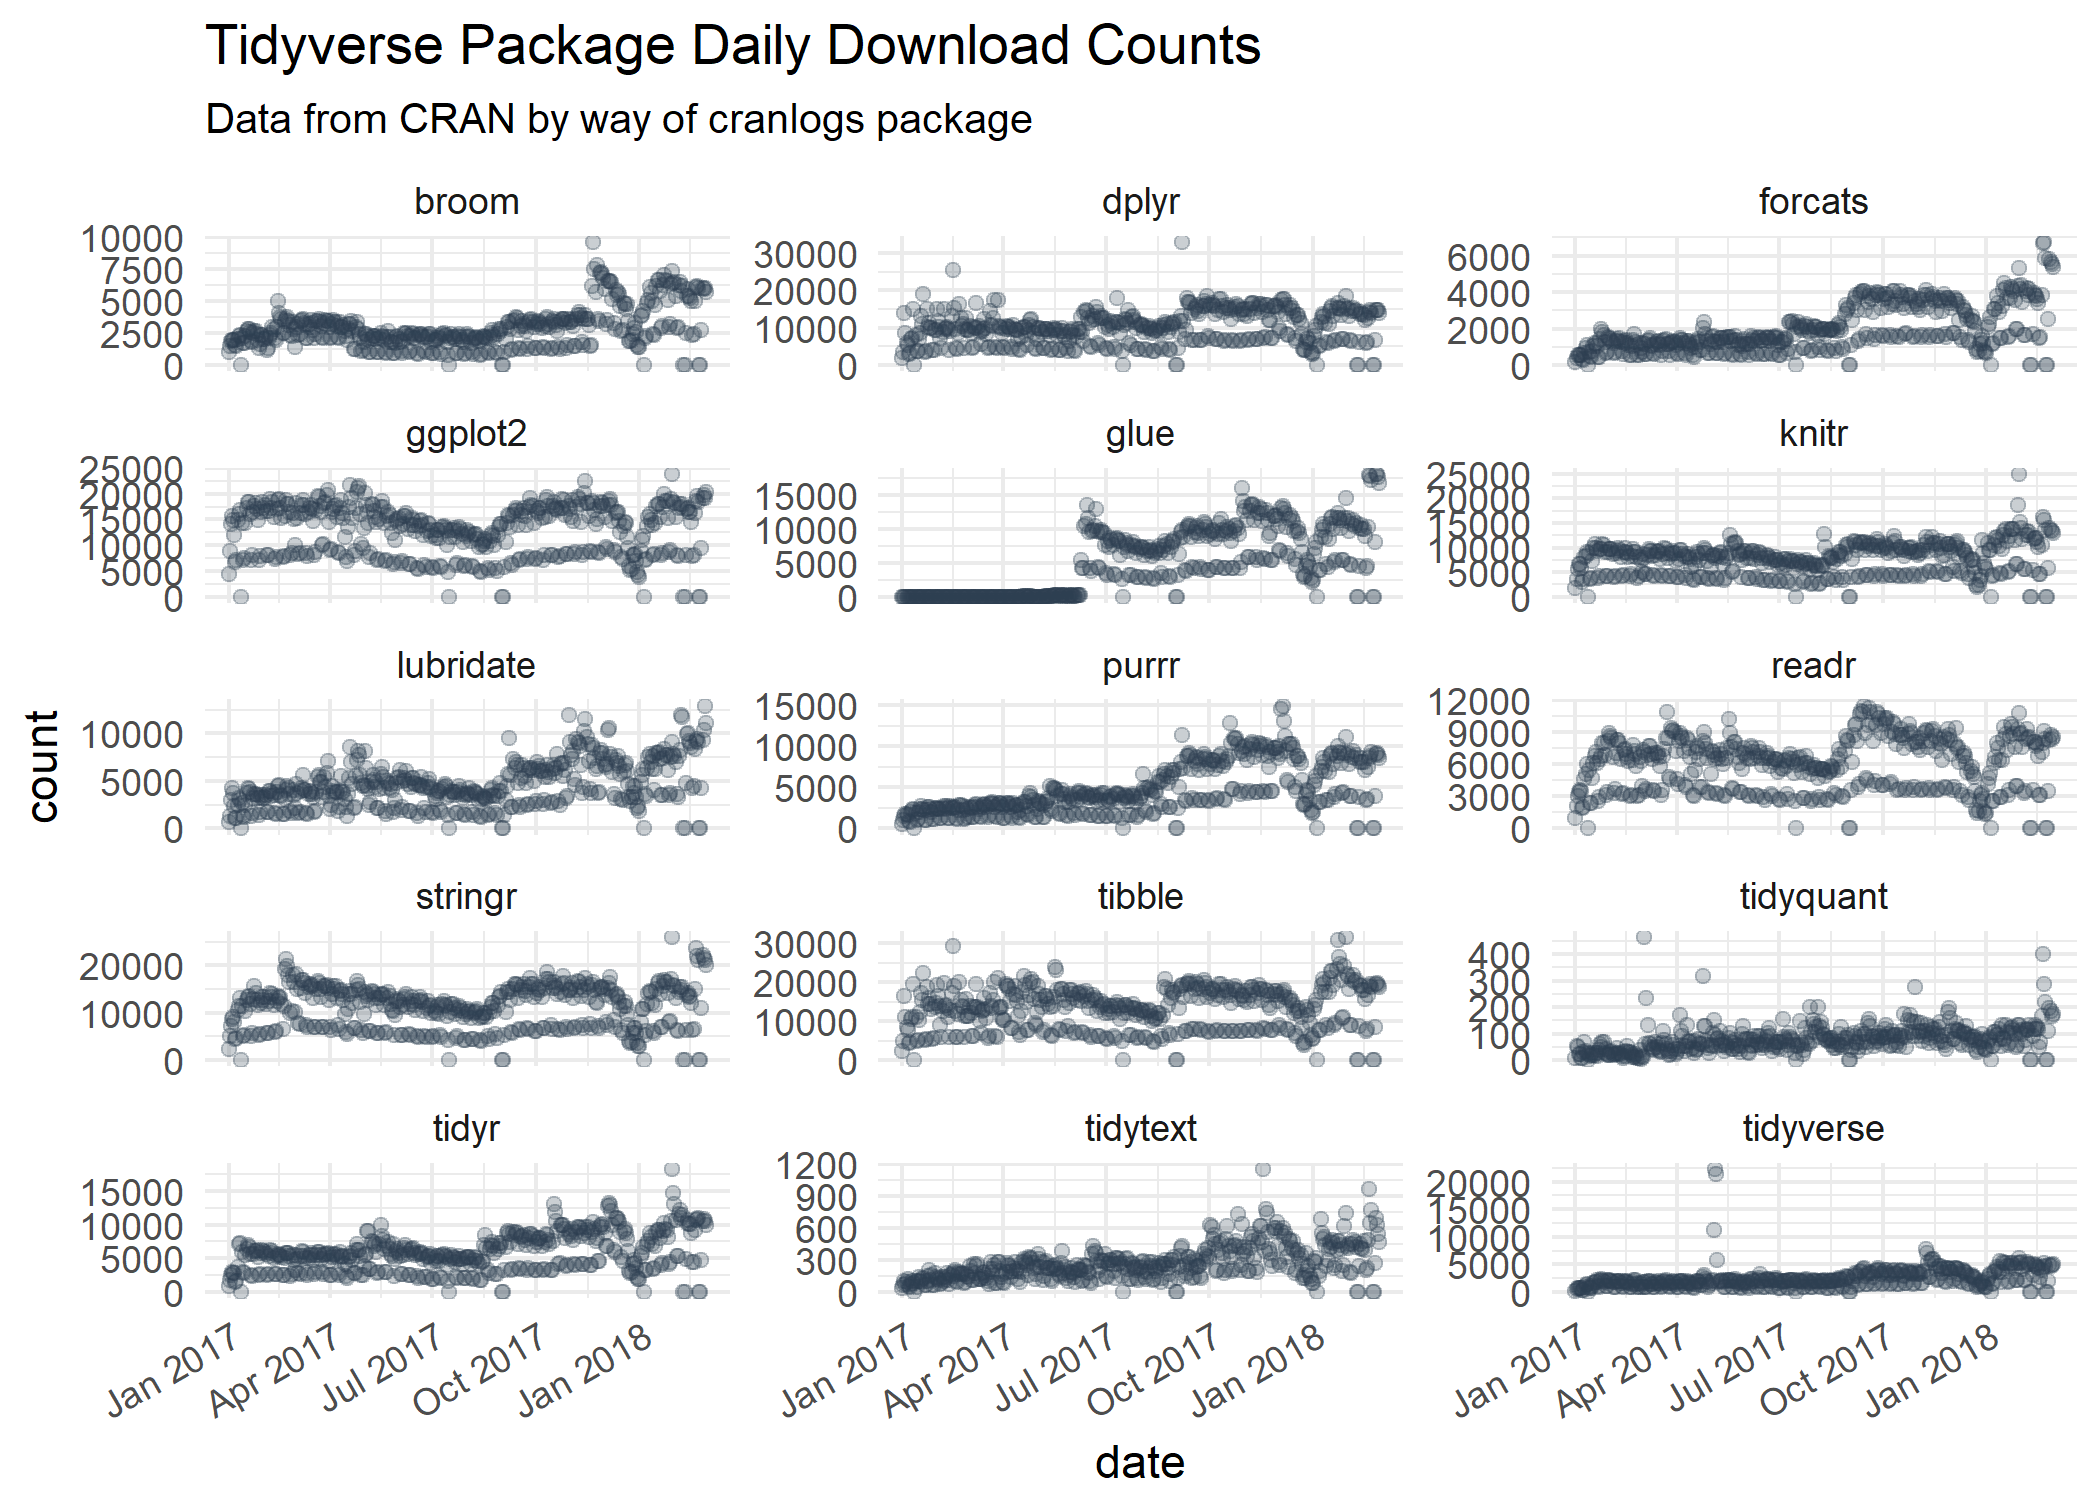 Tidyverse Package Daily Download Counts
Data from CRAN by way of cranlogs package
broom
dplyr
forcats
10000
7500
5000
2500
0
30000
20000
10000
0
6000
4000
2000
0
ggplot2
glue
knitr
25000
20000
15000
10000
5000
0
15000
10000
5000
0
25000
20000
15000
10000
5000
0
lubridate
purrr
readr
10000
5000
0
15000
10000
5000
0
12000
9000
6000
3000
0
stringr
tibble
tidyquant
20000
10000
0
30000
20000
10000
0
400
300
200
100
0
tidyr
tidytext
tidyverse
15000
10000
5000
0
1200
900
600
300
0
20000
15000
10000
5000
0
Jan 2017
Apr 2017
Jul 2017
Oct 2017
Jan 2018
Jan 2017
Apr 2017
Jul 2017
Oct 2017
Jan 2018
Jan 2017
Apr 2017
Jul 2017
Oct 2017
Jan 2018
count
date